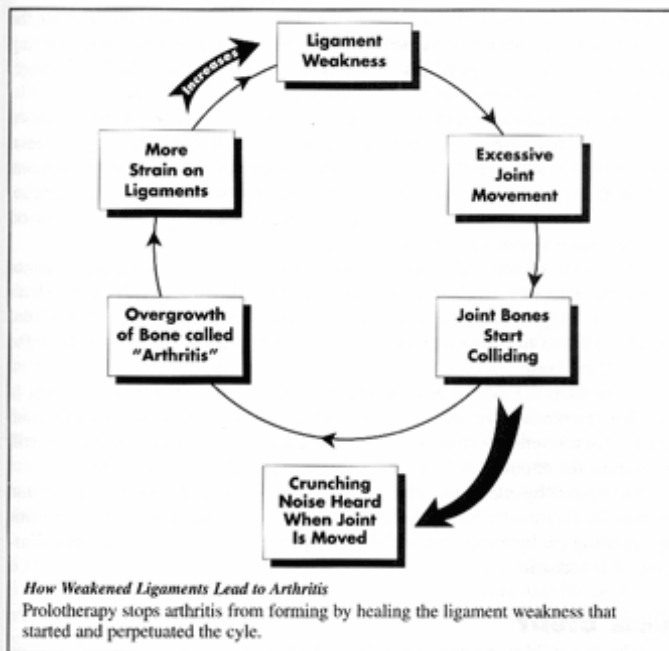 Ligament
Weakness
Increases
More
Strain on
Ligaments
Excessive
Joint
Movement
Overgrowth
of Bone called
"Arthritis"
Joint Bones
Start
Colliding
Crunching
Noise Heard
When Joint
Is Moved
How Weakened Ligaments Lead to Arthritis
Prolotherapy stops arthritis from forming by healing the ligament weakness that
started and perpetuated the cyle.